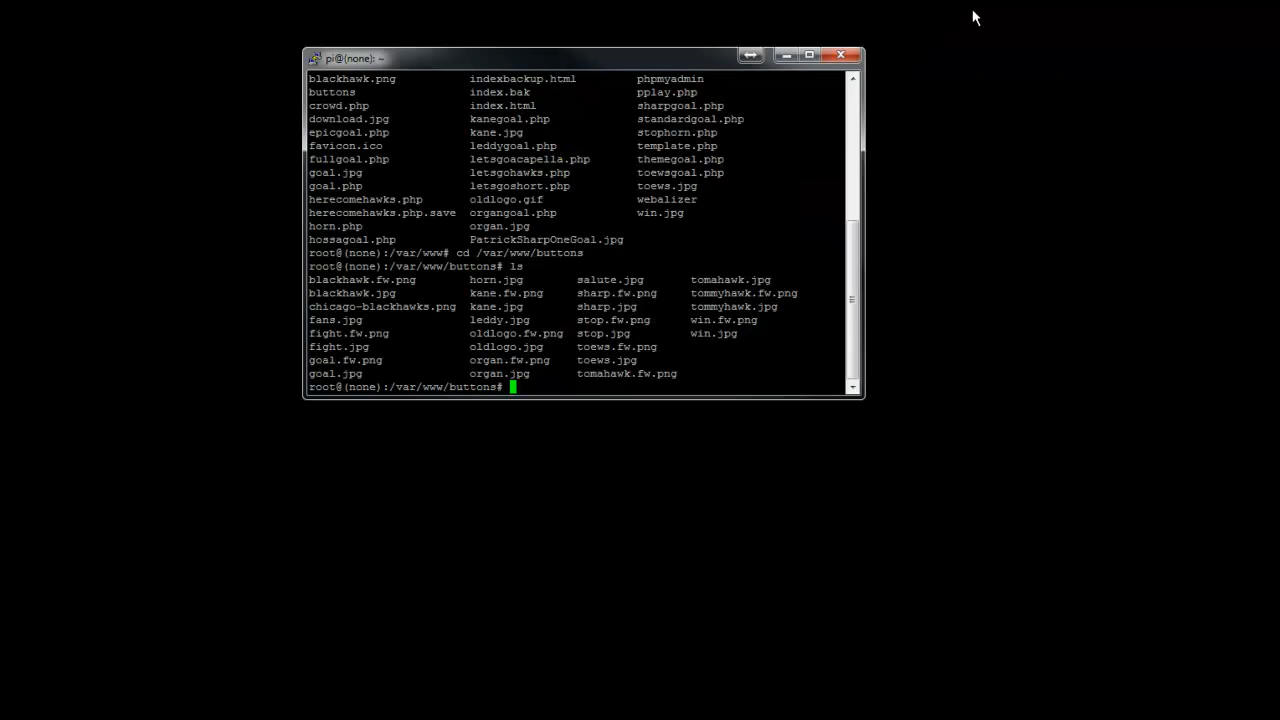 pi@(none): ~
blackhawk.png indexbackup.html phpmyadmin
buttons index.bak pplay.php
crowd.php index.html sharpgoal.php
download.jpg kanegoal.php standardgoal.php
epicgoal.php kane.jpg stophorn.php
favicon.ico leddygoal.php template.php
fullgoal.php letsgoacapella.php themegoal.php
goal.jpg letsgohawks.php toewsgoal.php
goal.php letsgoshort.php toews.jpg
herecomehawks.php oldlogo.gif webalizer
herecomehawks.php.save organgoal.php win.jpg
horn.php organ.jpg
hossagoal.php PatrickSharpOneGoal.jpg
root@(none):/var/www# cd /var/www/buttons
root@(none):/var/www/buttons# ls
blackhawk.fw.png horn.jpg salute.jpg tomahawk.jpg
blackhawk.jpg kane.fw.png sharp.fw.png tommyhawk.fw.png
chicago-blackhawks.png kane.jpg sharp.jpg tommyhawk.jpg
fans.jpg leddy.jpg stop.fw.png win.fw.png
fight.fw.png oldlogo.fw.png stop.jpg win.jpg
fight.jpg oldlogo.jpg toews.fw.png
goal.fw.png organ.fw.png toews.jpg
goal.jpg organ.jpg tomahawk.fw.png
root@(none):/var/www/buttons#